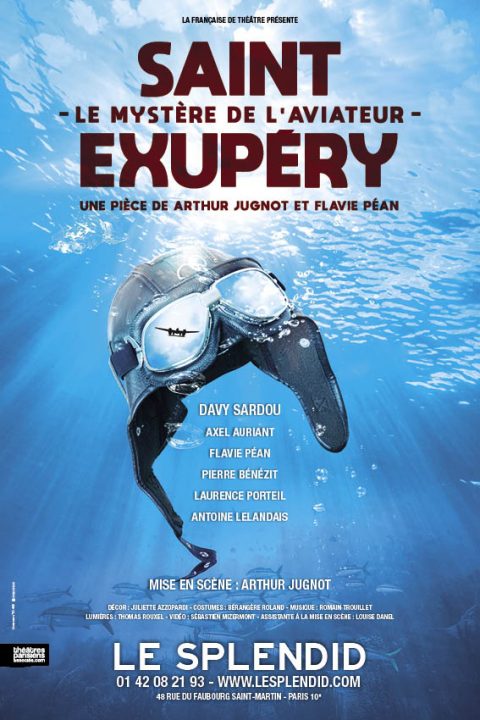 LA FRANÇAISE DE THÉÂTRE PRÉSENTE
SAINT
- LE MYSTÈRE DE L'AVIATEUR -
EXUPÉRY
UNE PIÈCE DE ARTHUR JUGNOT ET FLAVIE PÉAN
DAVY SARDOU
AXEL AURIANT
FLAVIE PÉAN
PIERRE BÉNÉZIT
LAURENCE PORTEIL
ANTOINE LELANDAIS
MISE EN SCÈNE : ARTHUR JUGNOT
DÉCOR : JULIETTE AZZOPARDI - COSTUMES : BÉRANGÈRE ROLAND - MUSIQUE : ROMAIN TROUILLET
LUMIÈRES : THOMAS ROUXEL - VIDÉO : SÉBASTIEN MIZERMONT - ASSISTANTE À LA MISE EN SCÈNE : LOUISE DANEL
théâtres
parisiens
associés.com
LE SPLENDID
01 42 08 21 93 - WWW.LESPLENDID.COM
48 RUE DU FAUBOURG SAINT-MARTIN - PARIS 10e